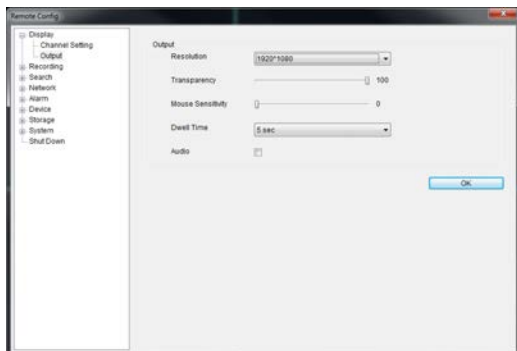 Remote Config
Display
Channel Setting
Output
Recording
Search
Network
Alarm
Device
Storage
System
Shut Down
Output
Resolution 1920*1080
Transparency 100
Mouse Sensitivity 0
Dwell Time 5 sec
Audio
OK